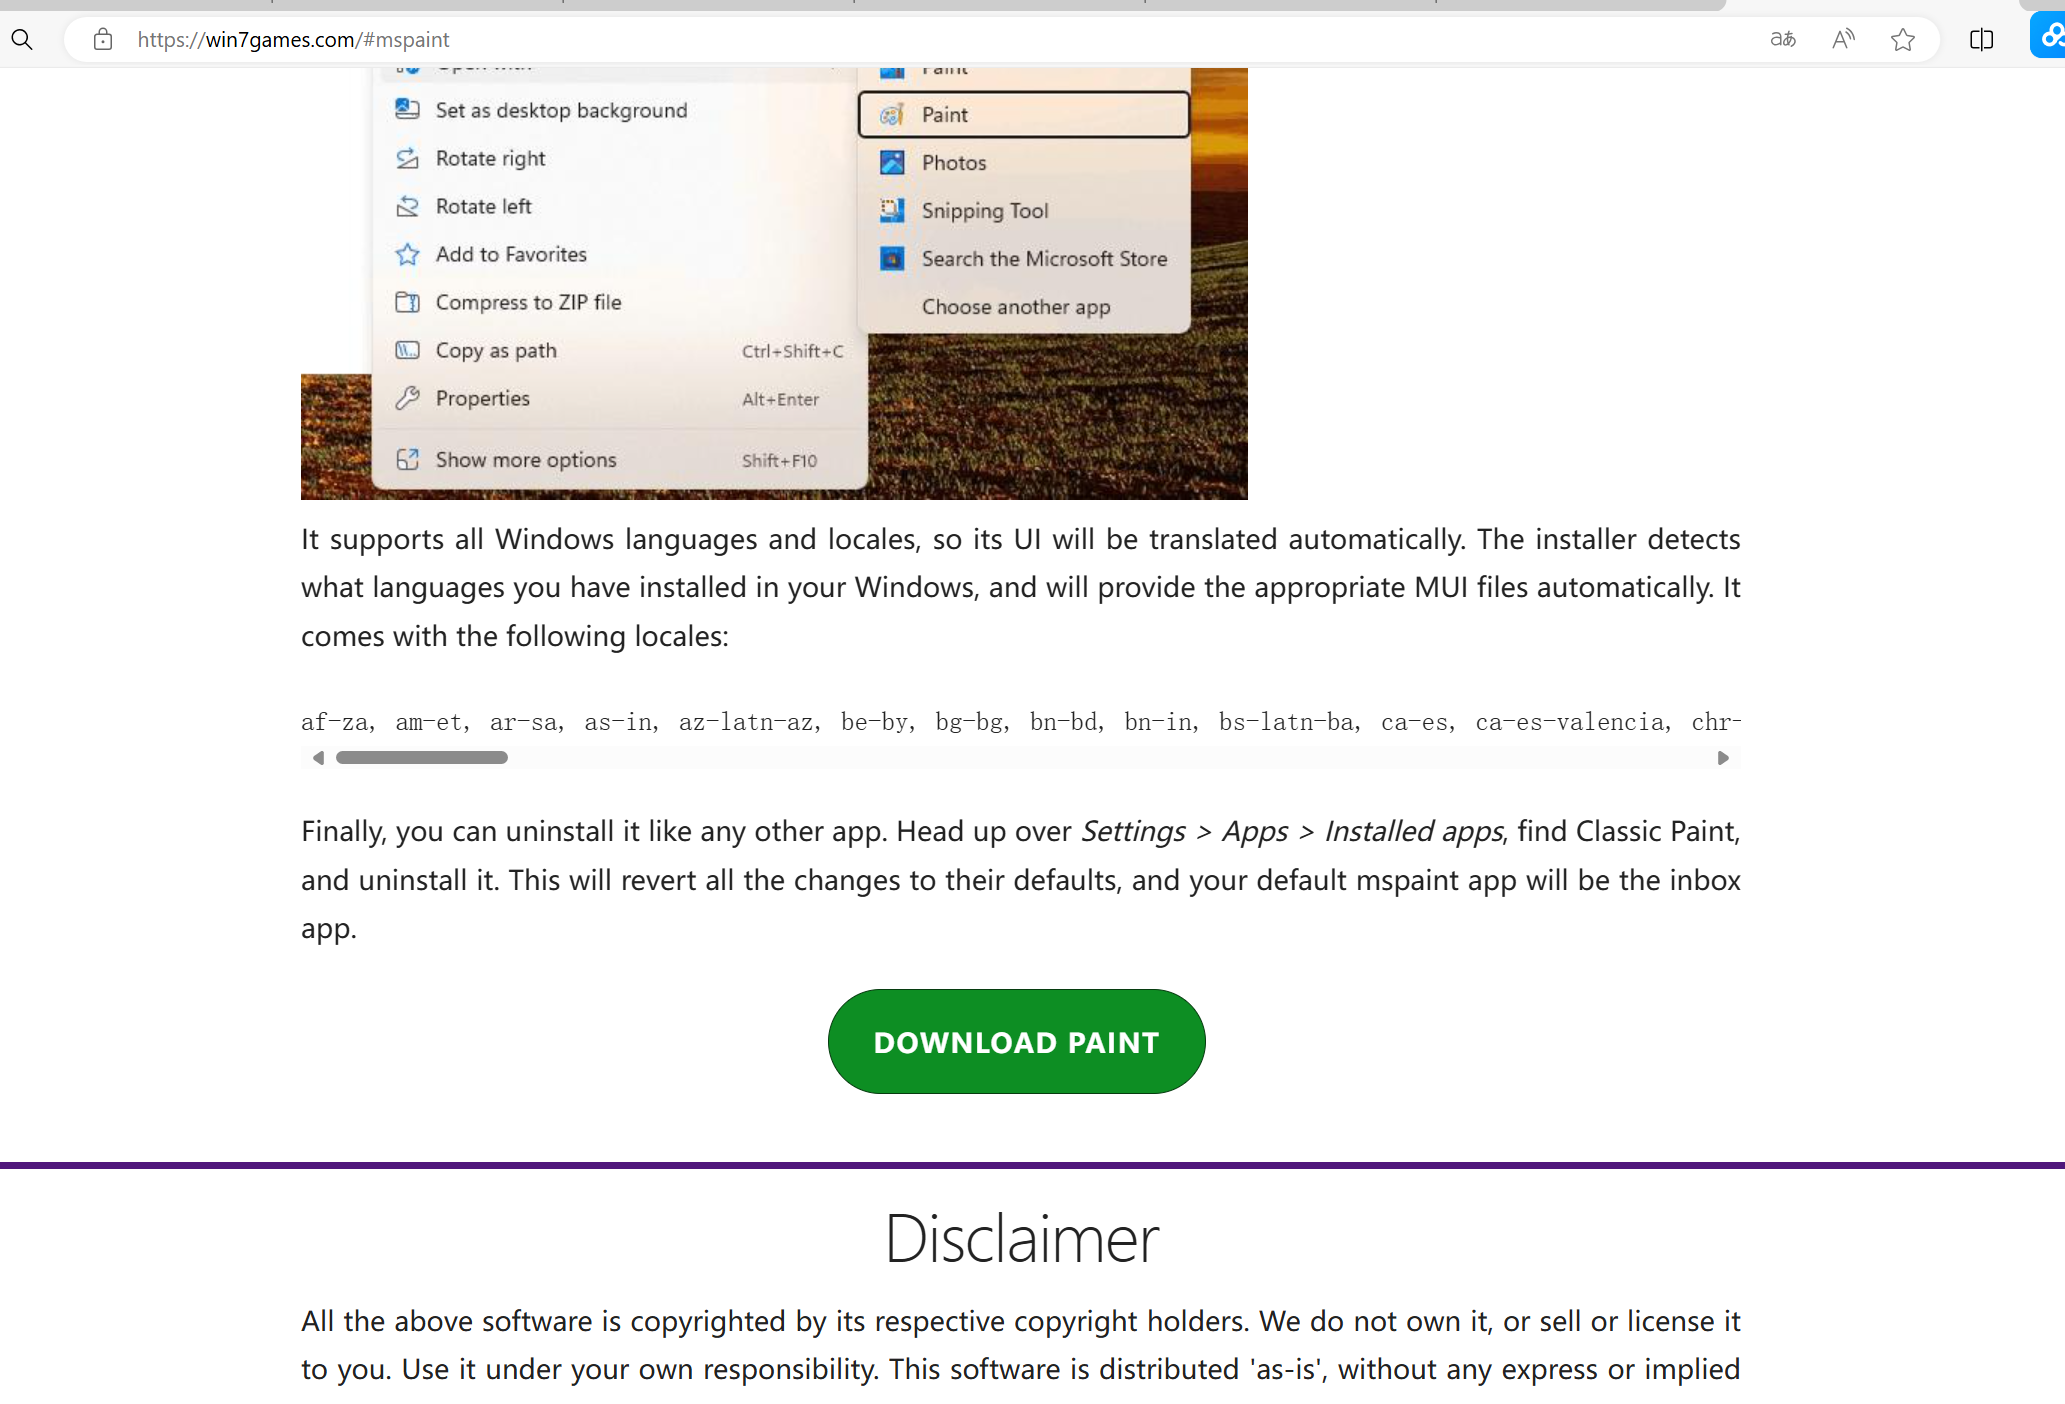 https://win7games.com/#mspaint
aあ
Open with
Paint
Set as desktop background
Paint
Rotate right
Photos
Rotate left
Snipping Tool
Add to Favorites
Search the Microsoft Store
Compress to ZIP file
Choose another app
Copy as path Ctrl+Shift+C
Properties Alt+Enter
Show more options Shift+F10
It supports all Windows languages and locales, so its UI will be translated automatically. The installer detects
what languages you have installed in your Windows, and will provide the appropriate MUI files automatically. It
comes with the following locales:
af-za, am-et, ar-sa, as-in, az-latn-az, be-by, bg-bg, bn-bd, bn-in, bs-latn-ba, ca-es, ca-es-valencia, chr-
Finally, you can uninstall it like any other app. Head up over Settings > Apps > Installed apps, find Classic Paint,
and uninstall it. This will revert all the changes to their defaults, and your default mspaint app will be the inbox
app.
DOWNLOAD PAINT
Disclaimer
All the above software is copyrighted by its respective copyright holders. We do not own it, or sell or license it
to you. Use it under your own responsibility. This software is distributed 'as-is', without any express or implied